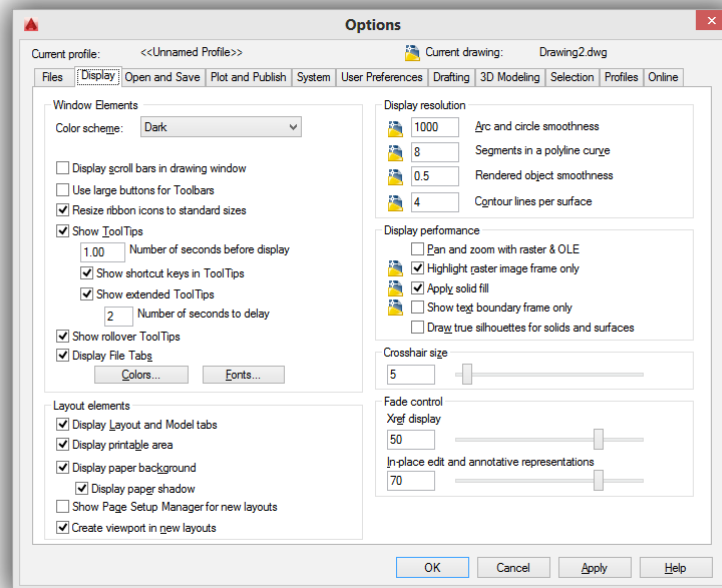 Options
Current profile: <<Unnamed Profile>> Current drawing: Drawing2.dwg
Files Display Open and Save Plot and Publish System User Preferences Drafting 3D Modeling Selection Profiles Online
Window Elements
Color scheme: Dark
Display scroll bars in drawing window
Use large buttons for Toolbars
Resize ribbon icons to standard sizes
Show ToolTips
1.00 Number of seconds before display
Show shortcut keys in ToolTips
Show extended ToolTips
2 Number of seconds to delay
Show rollover ToolTips
Display File Tabs
Colors... Fonts...
Layout elements
Display Layout and Model tabs
Display printable area
Display paper background
Display paper shadow
Show Page Setup Manager for new layouts
Create viewport in new layouts
Display resolution
1000 Arc and circle smoothness
8 Segments in a polyline curve
0.5 Rendered object smoothness
4 Contour lines per surface
Display performance
Pan and zoom with raster & OLE
Highlight raster image frame only
Apply solid fill
Show text boundary frame only
Draw true silhouettes for solids and surfaces
Crosshair size
5
Fade control
Xref display
50
In-place edit and annotative representations
70
OK Cancel Apply Help